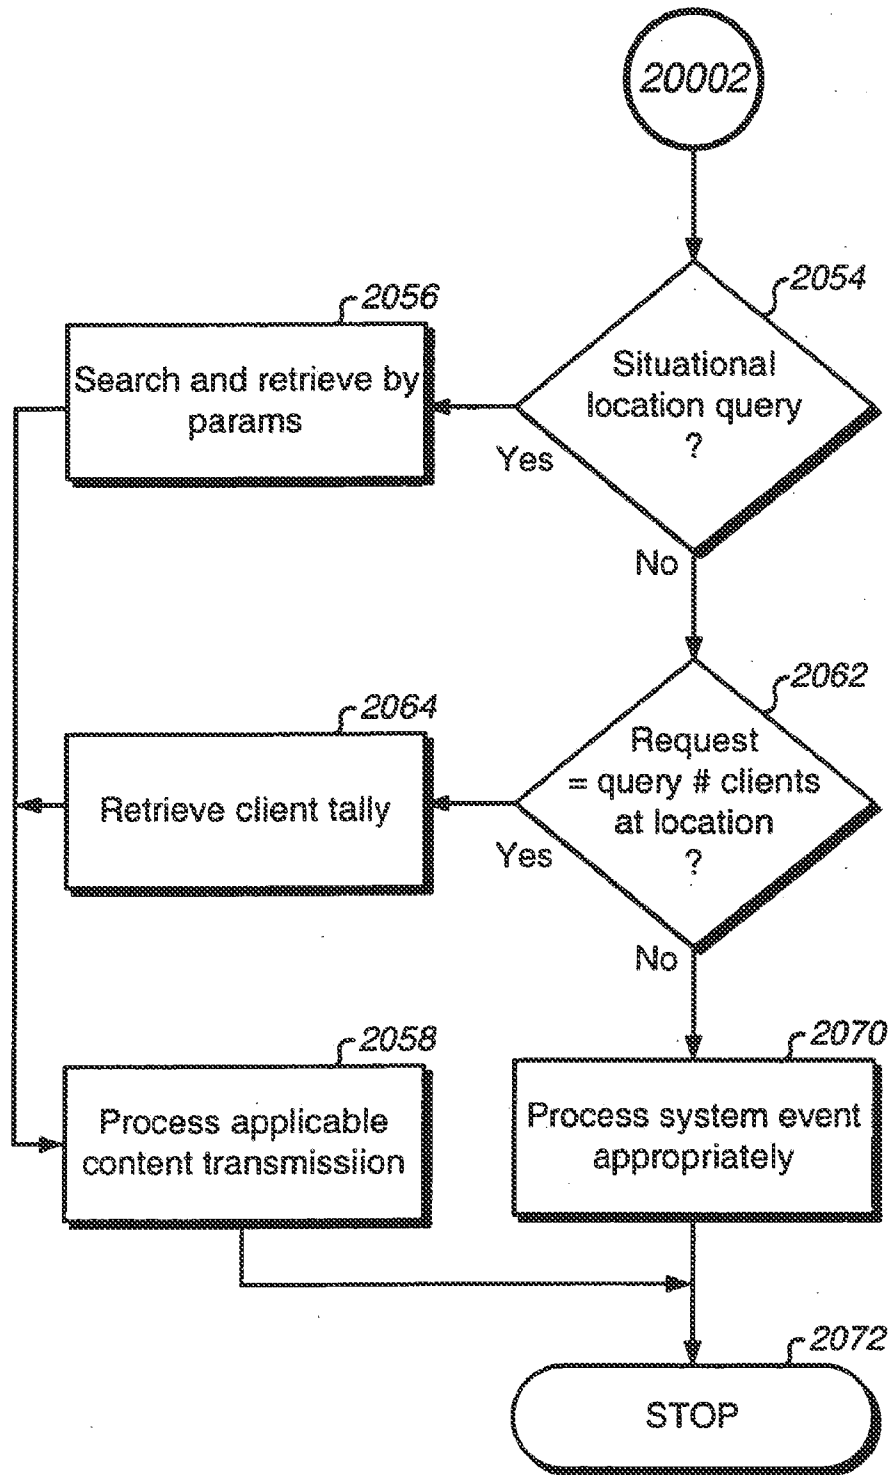 20002
2054
Situational
location query
?
Yes
No
2056
Search and retrieve by
params
2062
Request
= query # clients
at location
?
Yes
No
2064
Retrieve client tally
2058
Process applicable
content transmissiion
2070
Process system event
appropriately
2072
STOP